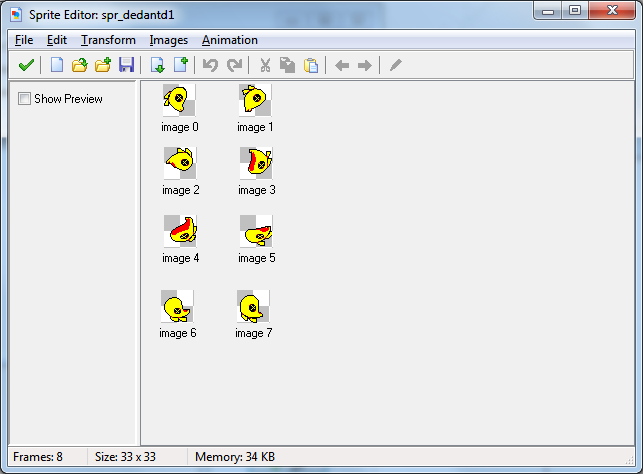 Sprite Editor: spr_dedantd1
File Edit Transform Images Animation
Show Preview
image 0 image 1
image 2 image 3
image 4 image 5
image 6 image 7
Frames: 8 Size: 33 x 33 Memory: 34 KB